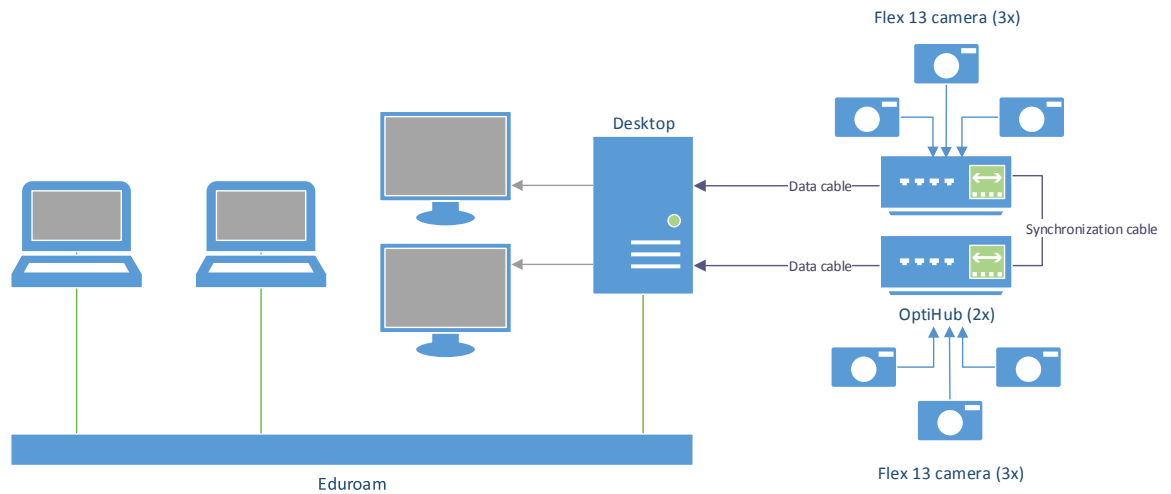 Flex 13 camera (3x)
Desktop
Data cable
Synchronization cable
Data cable
OptiHub (2x)
Flex 13 camera (3x)
Eduroam